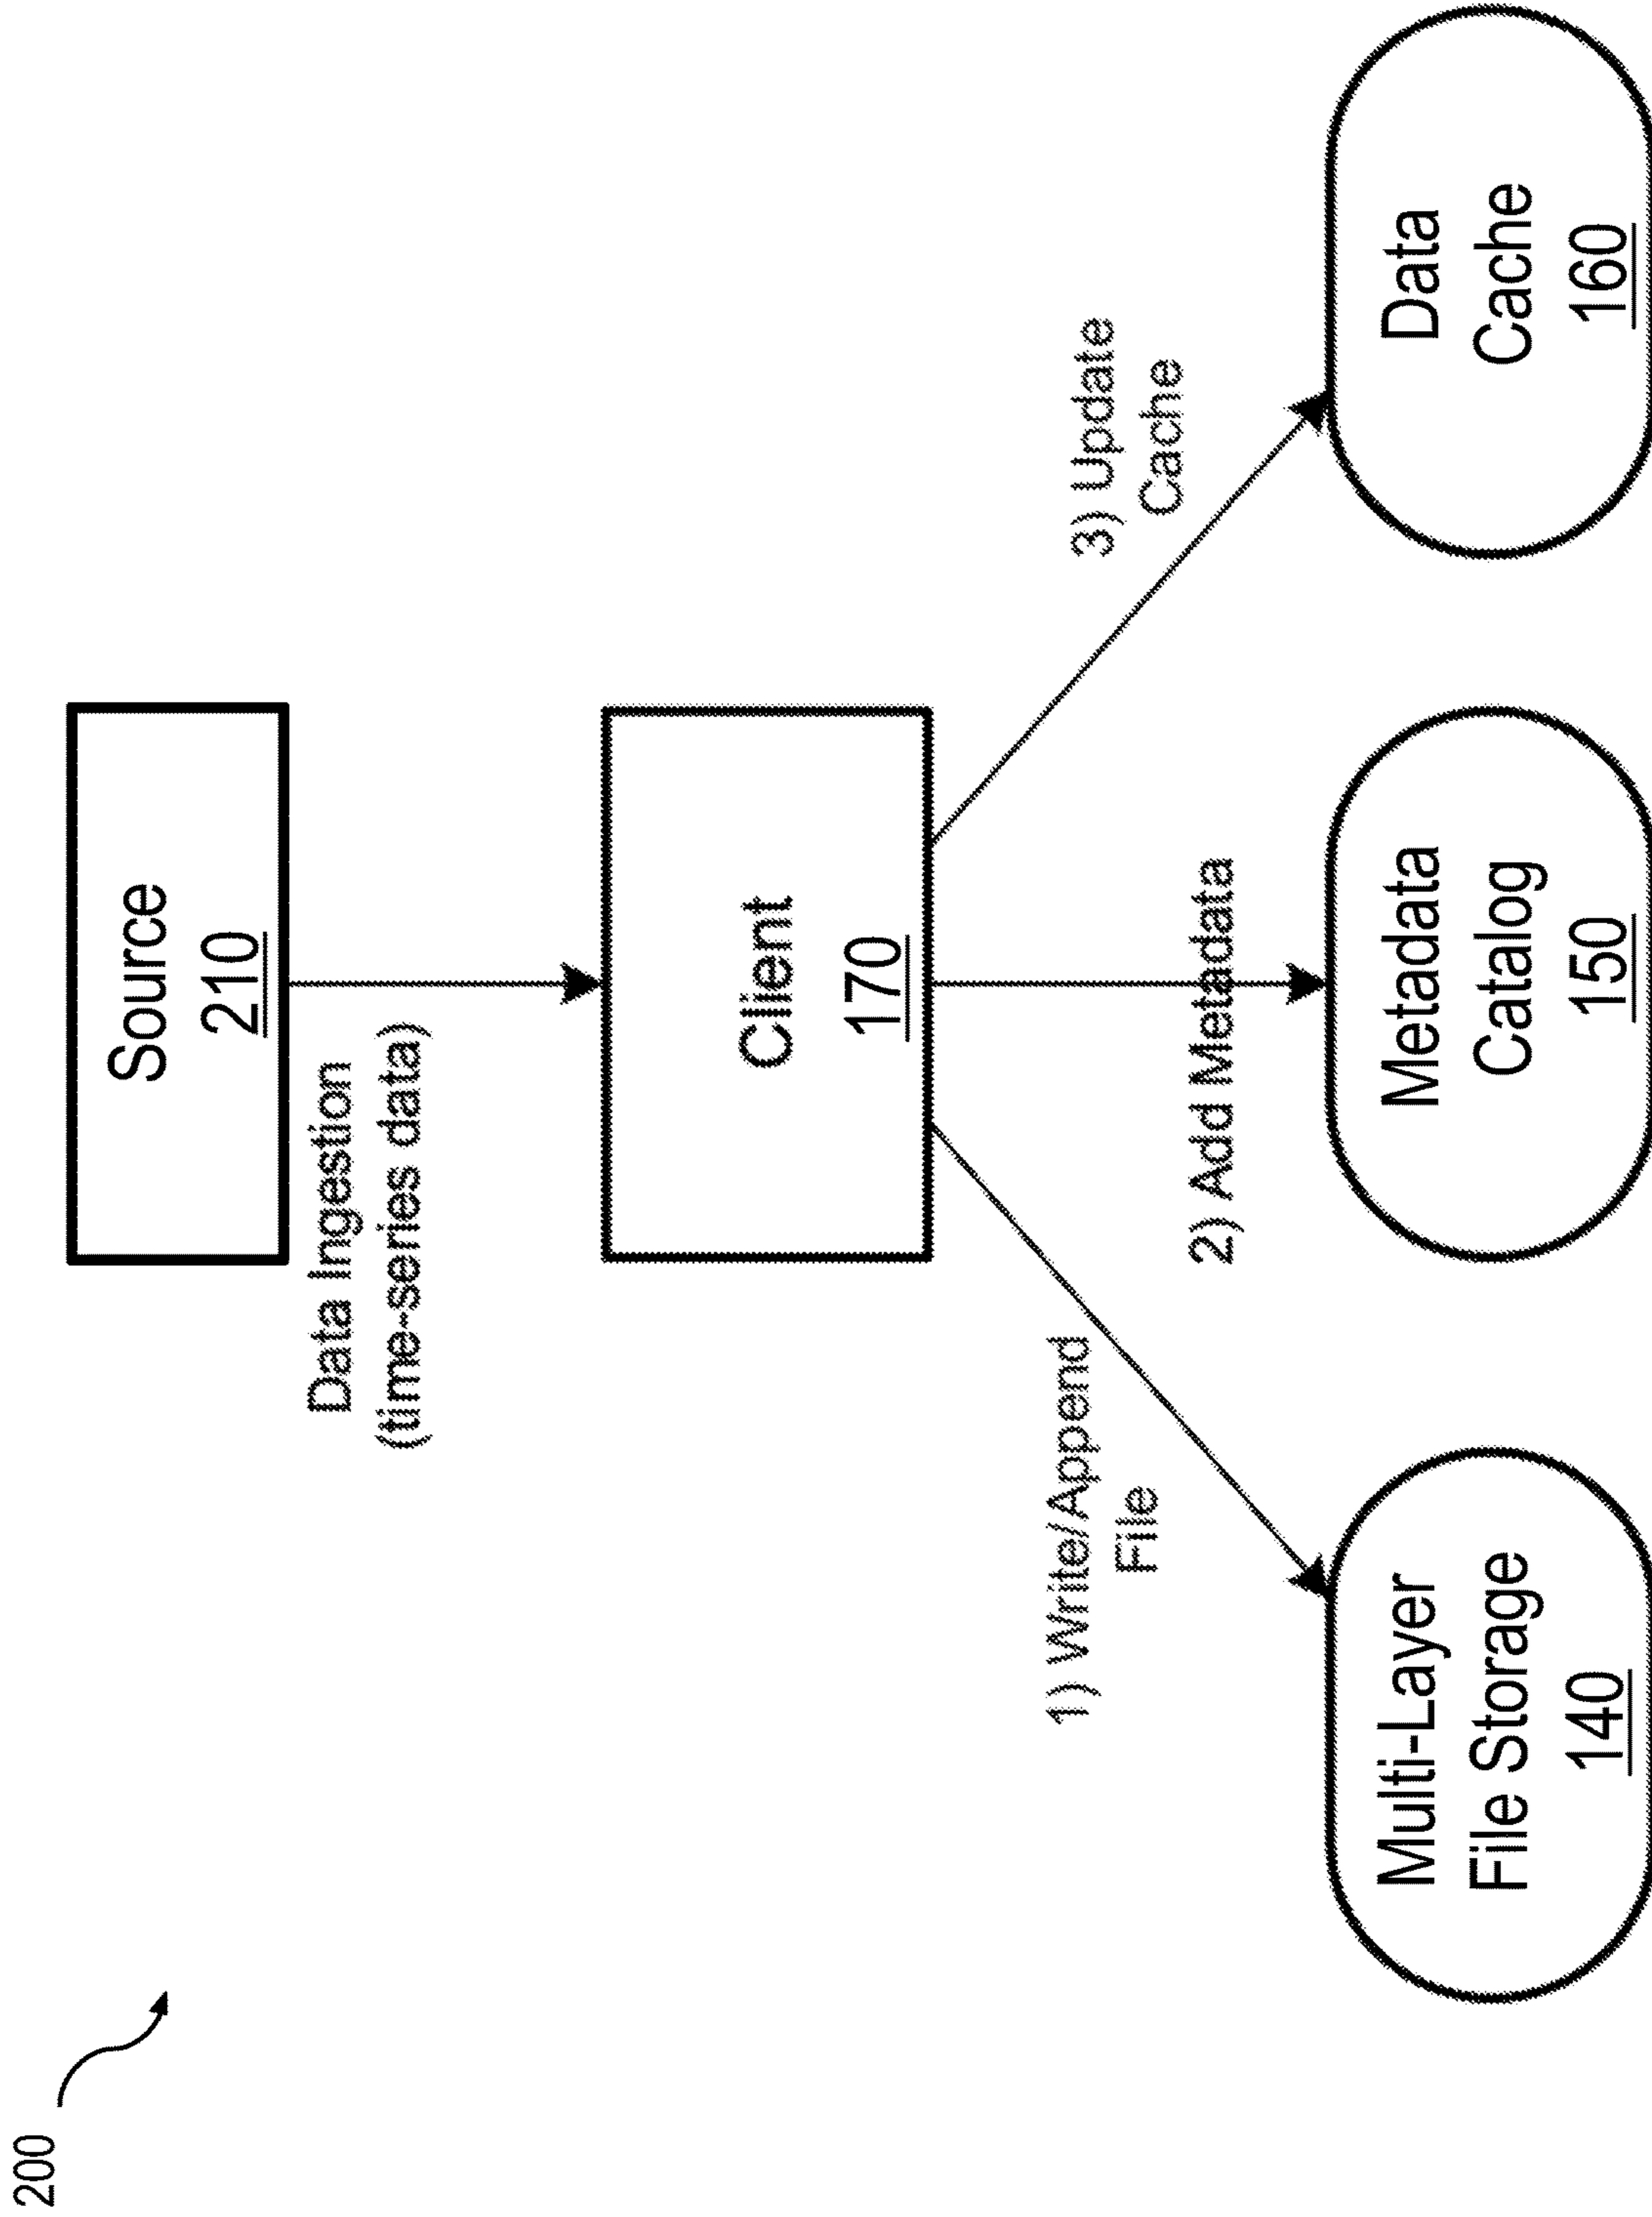 200
Source
210
Data Ingestion
(time-series data)
Client
170
1) Write/Append
File
2) Add Metadata
3) Update
Cache
Multi-Layer
File Storage
140
Metadata
Catalog
150
Data
Cache
160